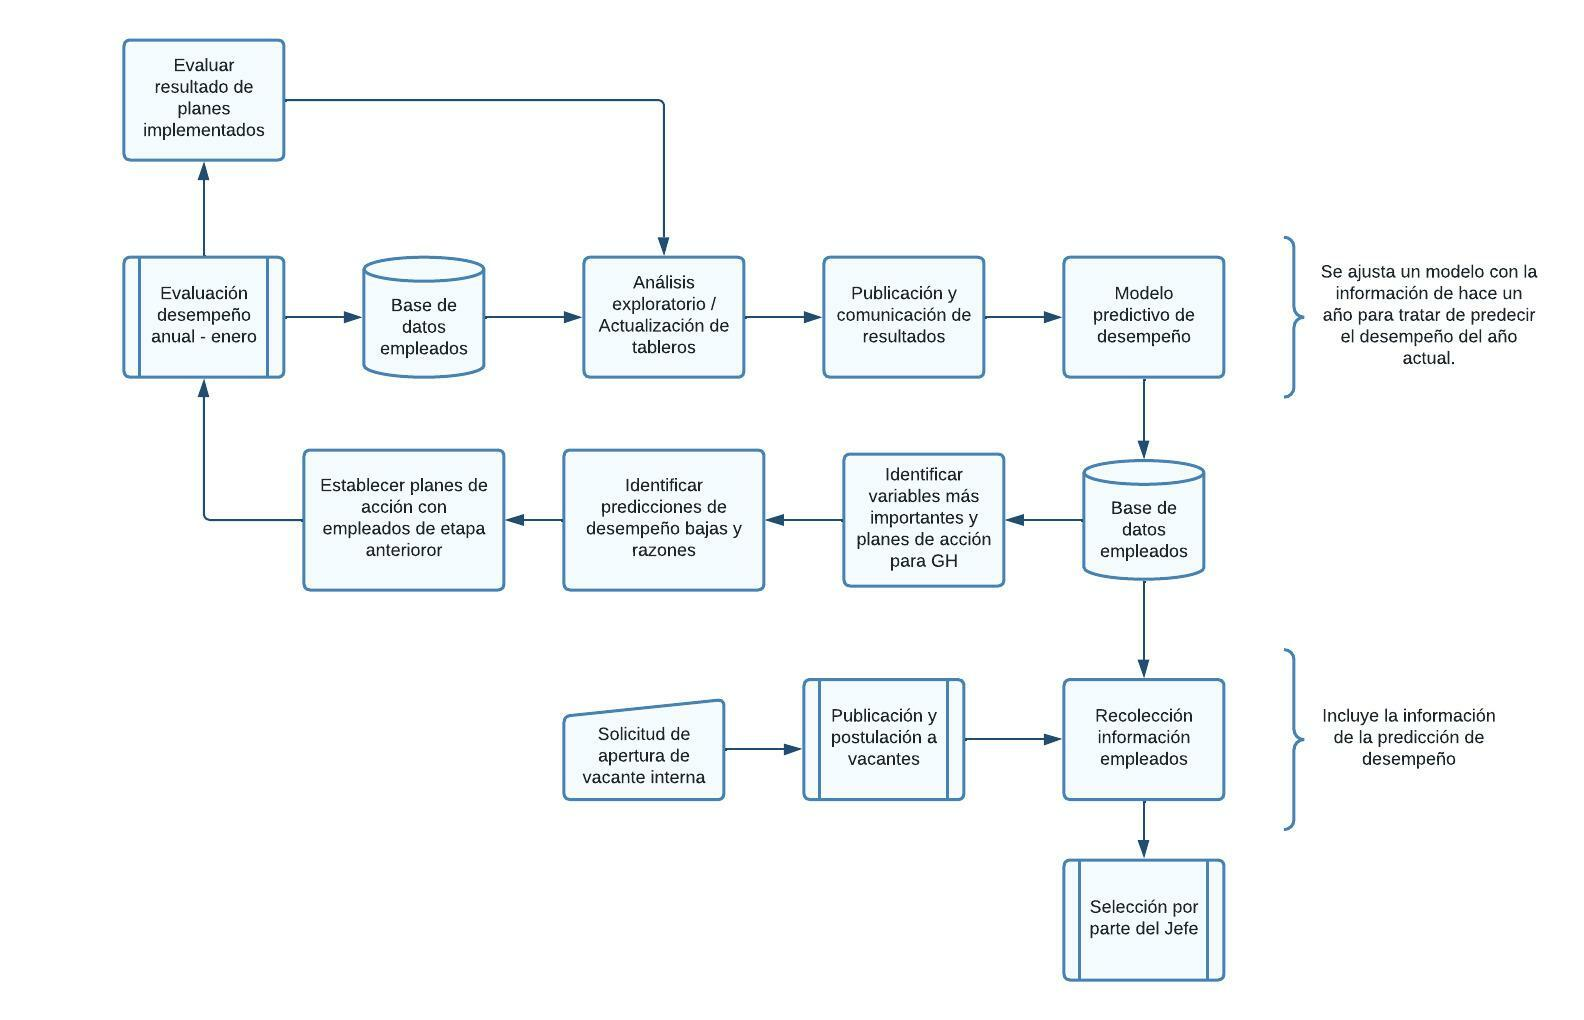 Evaluar
resultado de
planes
implementados
Evaluación
desempeño
anual - enero
Base de
datos
empleados
Análisis
exploratorio /
Actualización de
tableros
Publicación y
comunicación de
resultados
Modelo
predictivo de
desempeño
Se ajusta un modelo con la
información de hace un
año para tratar de predecir
el desempeño del año
actual.
Establecer planes de
acción con
empleados de etapa
anterioror
Identificar
predicciones de
desempeño bajas y
razones
Identificar
variables más
importantes y
planes de acción
para GH
Base de
datos
empleados
Solicitud de
apertura de
vacante interna
Publicación y
postulación a
vacantes
Recolección
información
empleados
Incluye la información
de la predicción de
desempeño
Selección por
parte del Jefe